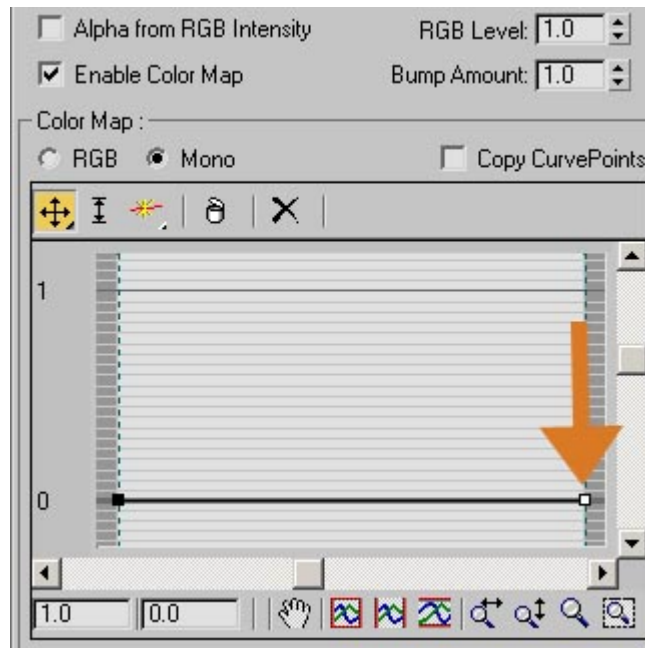 Alpha from RGB Intensity RGB Level: 1.0
Enable Color Map Bump Amount: 1.0
Color Map :
RGB Mono Copy CurvePoints
1
0
1.0 0.0